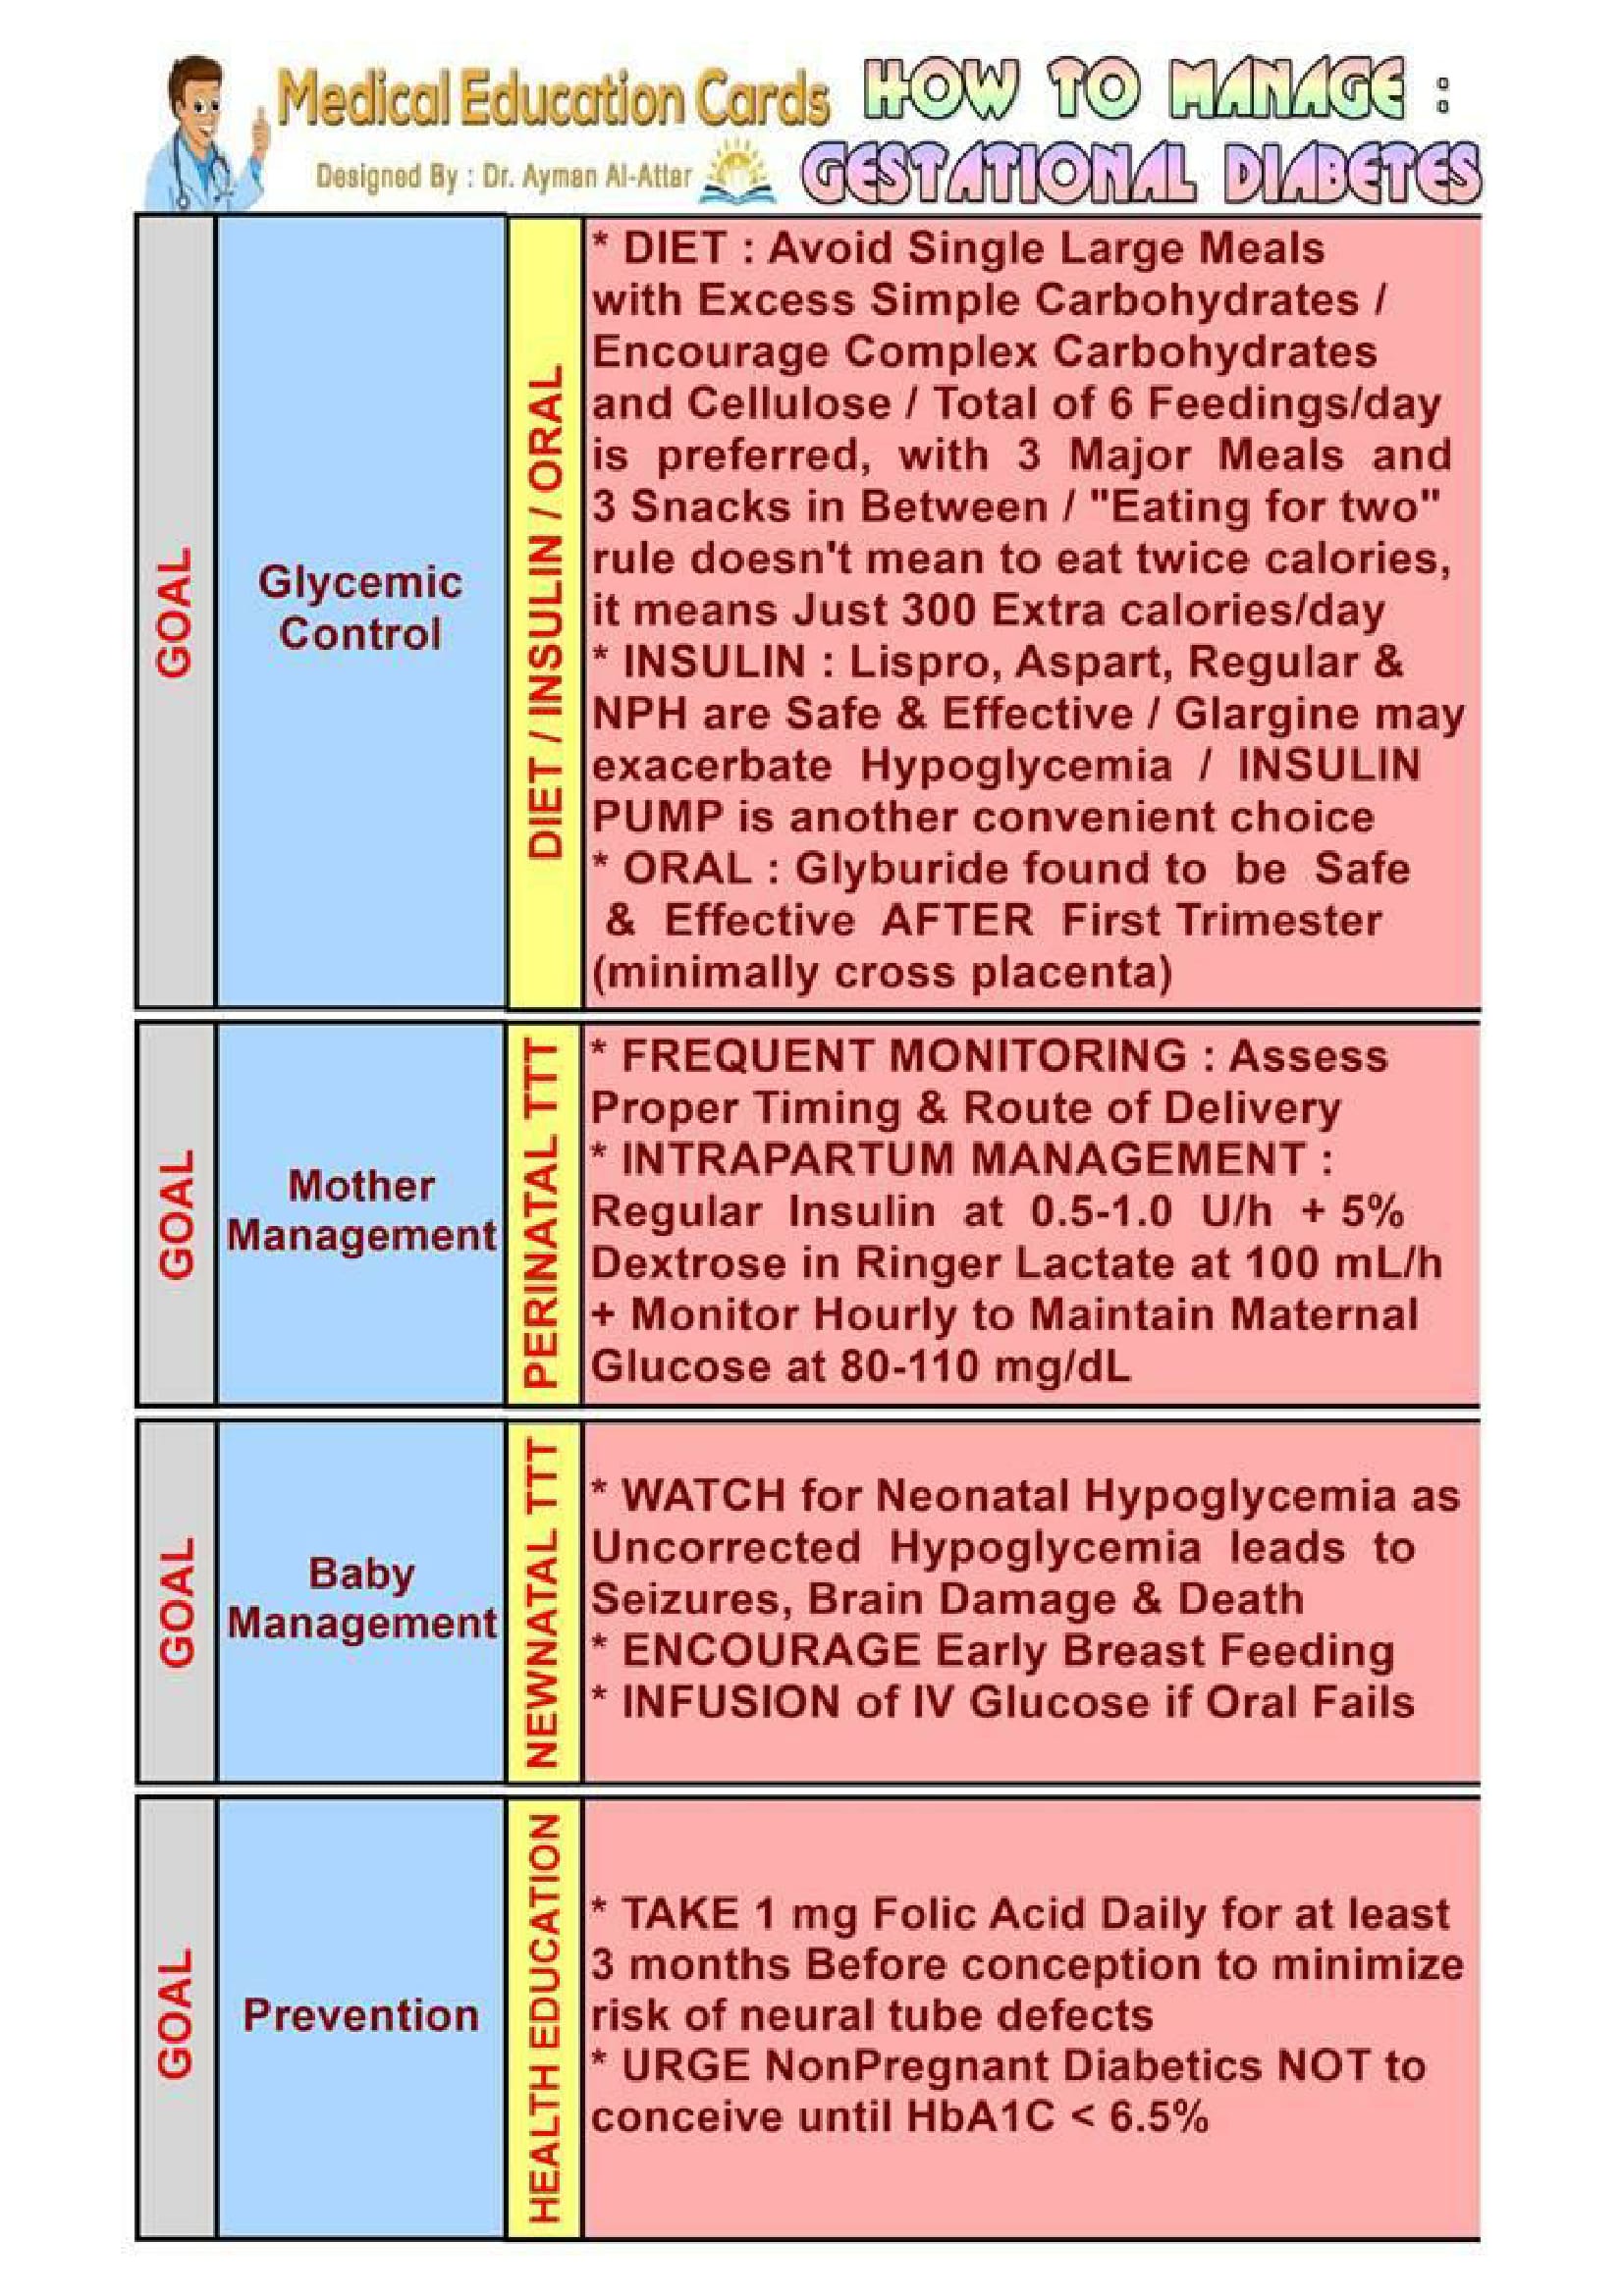 Medical Education Cards
Designed By : Dr. Ayman Al-Attar
HOW TO MANAGE :
GESTATIONAL DIABETES
GOAL
Glycemic
Control
DIET / INSULIN / ORAL
* DIET : Avoid Single Large Meals
with Excess Simple Carbohydrates /
Encourage Complex Carbohydrates
and Cellulose / Total of 6 Feedings/day
is preferred, with 3 Major Meals and
3 Snacks in Between / "Eating for two"
rule doesn't mean to eat twice calories,
it means Just 300 Extra calories/day
* INSULIN : Lispro, Aspart, Regular &
NPH are Safe & Effective / Glargine may
exacerbate Hypoglycemia / INSULIN
PUMP is another convenient choice
* ORAL : Glyburide found to be Safe
& Effective AFTER First Trimester
(minimally cross placenta)
GOAL
Mother
Management
PERINATAL TTT
* FREQUENT MONITORING : Assess
Proper Timing & Route of Delivery
* INTRAPARTUM MANAGEMENT :
Regular Insulin at 0.5-1.0 U/h + 5%
Dextrose in Ringer Lactate at 100 mL/h
+ Monitor Hourly to Maintain Maternal
Glucose at 80-110 mg/dL
GOAL
Baby
Management
NEWNATAL TTT
* WATCH for Neonatal Hypoglycemia as
Uncorrected Hypoglycemia leads to
Seizures, Brain Damage & Death
* ENCOURAGE Early Breast Feeding
* INFUSION of IV Glucose if Oral Fails
GOAL
Prevention
HEALTH EDUCATION
* TAKE 1 mg Folic Acid Daily for at least
3 months Before conception to minimize
risk of neural tube defects
* URGE NonPregnant Diabetics NOT to
conceive until HbA1C < 6.5%